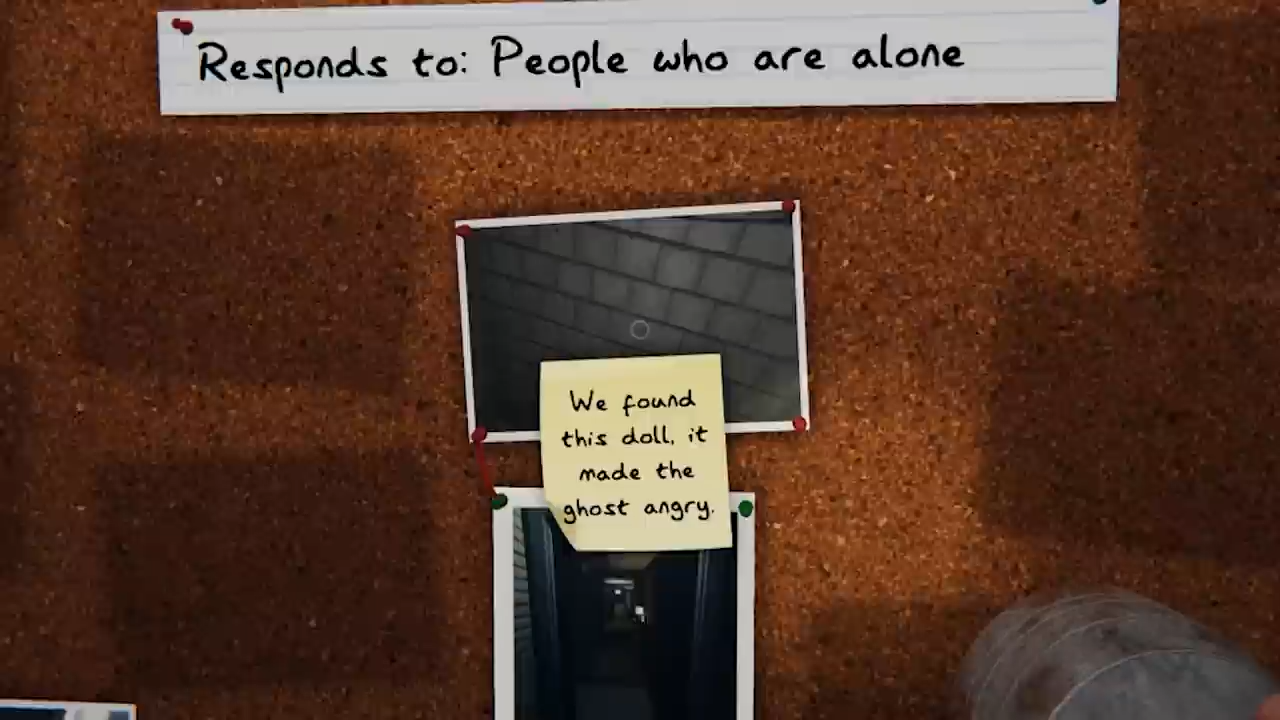 Responds to: People who are alone
We found
this doll, it
made the
ghost angry.